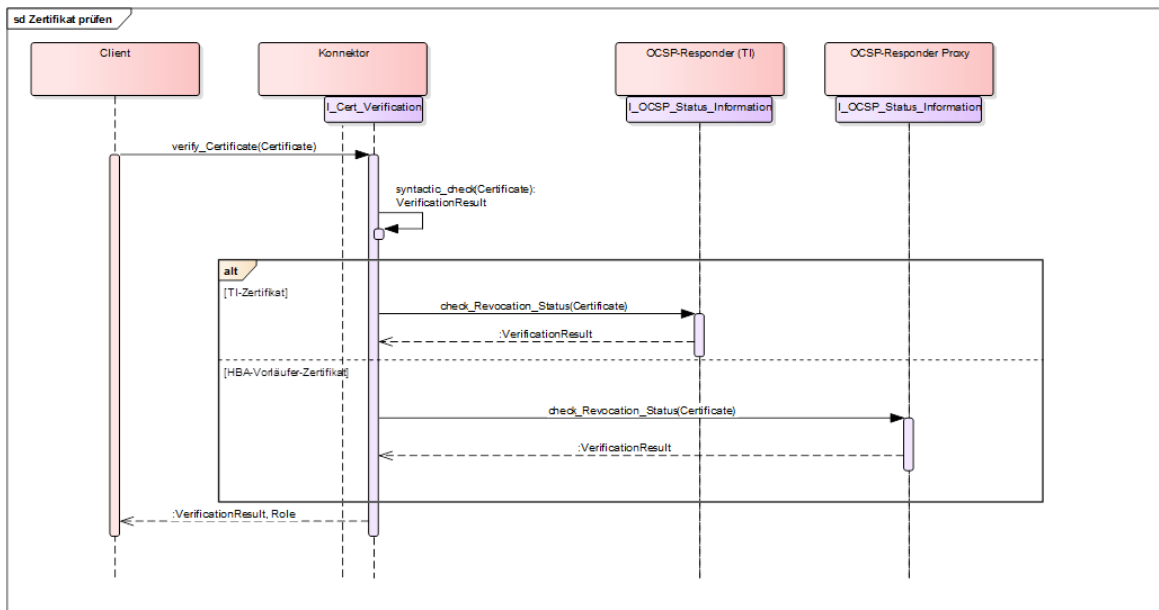 sd Zertifikat prüfen
Client
Konnektor
OCSP-Responder (TI)
OCSP-Responder Proxy
I_Cert_Verification
I_OCSP_Status_Information
I_OCSP_Status_Information
verify_Certificate(Certificate)
syntactic_check(Certificate):
VerificationResult
alt
[TI-Zertifikat]
check_Revocation_Status(Certificate)
:VerificationResult
[HBA-Vorläufer-Zertifikat]
check_Revocation_Status(Certificate)
:VerificationResult
:VerificationResult, Role